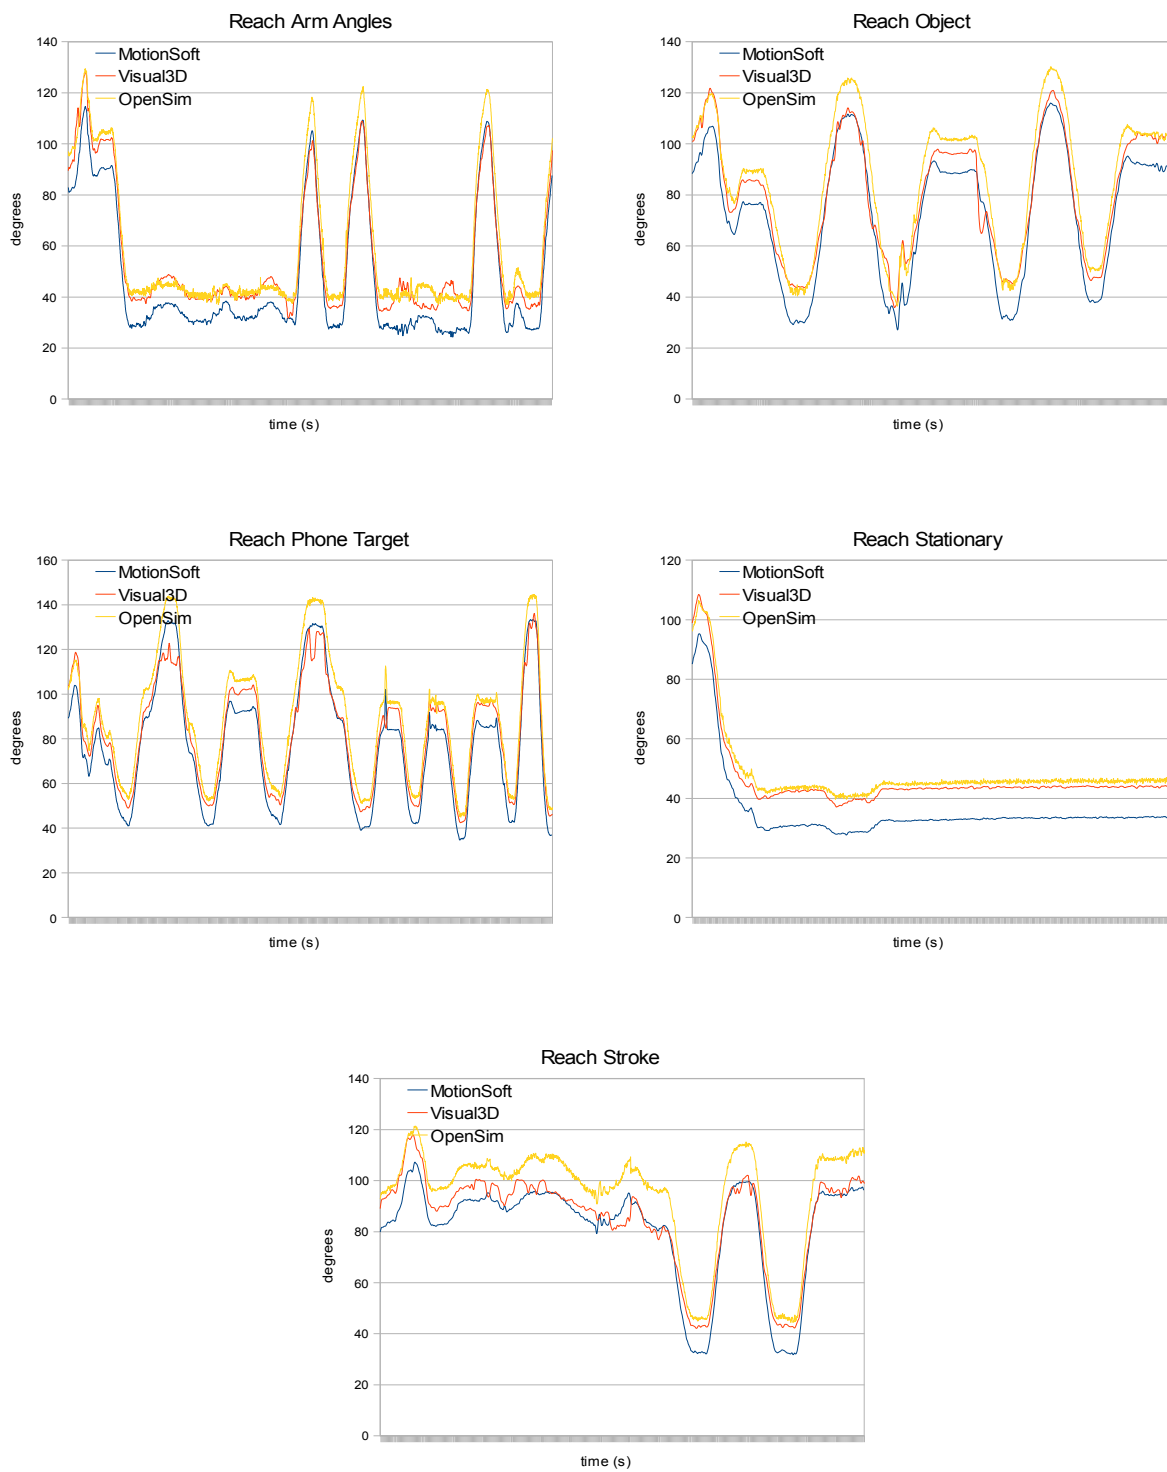 Reach Arm Angles
140
120
100
80
60
40
20
0
degrees
MotionSoft
Visual3D
OpenSim
time (s)
Reach Object
140
120
100
80
60
40
20
0
degrees
MotionSoft
Visual3D
OpenSim
time (s)
Reach Phone Target
160
140
120
100
80
60
40
20
0
degrees
MotionSoft
Visual3D
OpenSim
time (s)
Reach Stationary
120
100
80
60
40
20
0
degrees
MotionSoft
Visual3D
OpenSim
time (s)
Reach Stroke
140
120
100
80
60
40
20
0
degrees
MotionSoft
Visual3D
OpenSim
time (s)